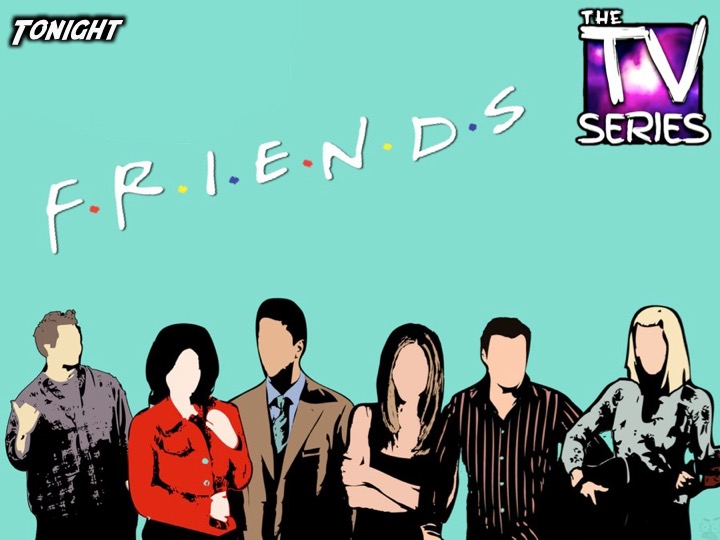 TONIGHT
THE
TV
SERIES
F·R·I·E·N·D·S